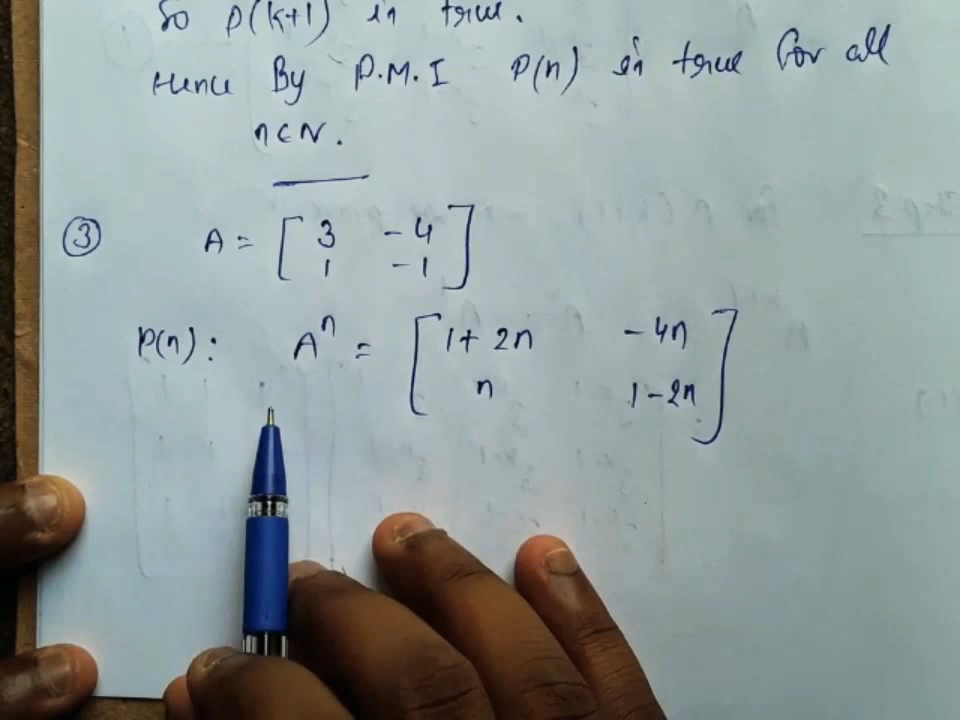 So P(k+1) is true.
Hence By P.M.I P(n) is true for all
n∈N.
③ A = [ 3 -4
1 -1 ]
P(n): Aⁿ = [ 1+2n -4n
n 1-2n ]